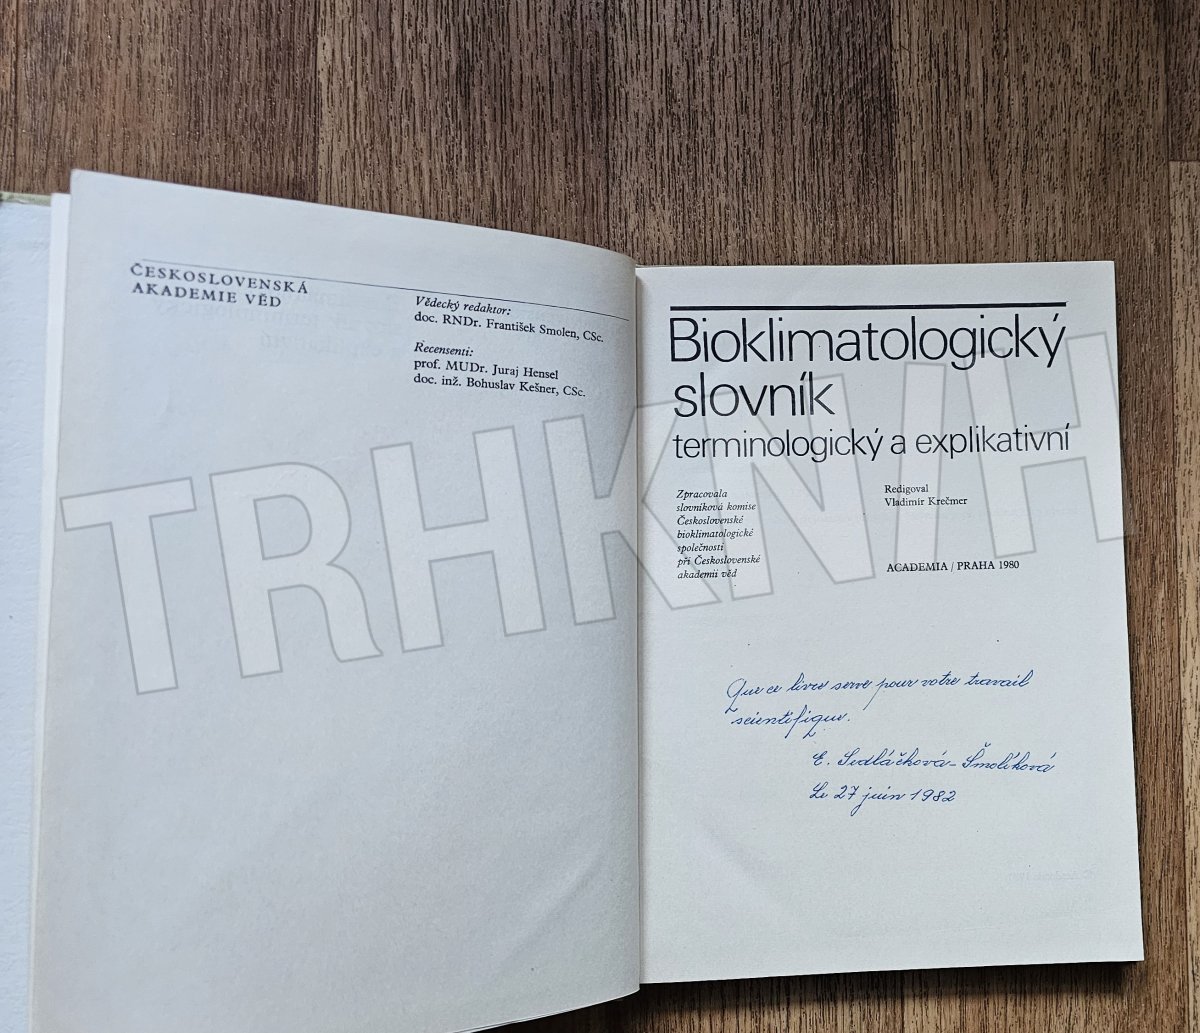 ČESKOSLOVENSKÁ
AKADEMIE VĚD
Vědecký redaktor:
doc. RNDr. František Smolen, CSc.
Recensenti:
prof. MUDr. Juraj Hensel
doc. inž. Bohuslav Kešner, CSc.
Bioklimatologický
slovník
terminologický a explikativní
Zpracovala
slovníková komise
Československé
bioklimatologické
společnosti
při Československé
akademii věd
Redigoval
Vladimír Krečmer
ACADEMIA / PRAHA 1980
Que ce livre serve pour votre travail
scientifique.
E. Sedláčková-Šmolíková
Le 27 juin 1982
TRHKNIH